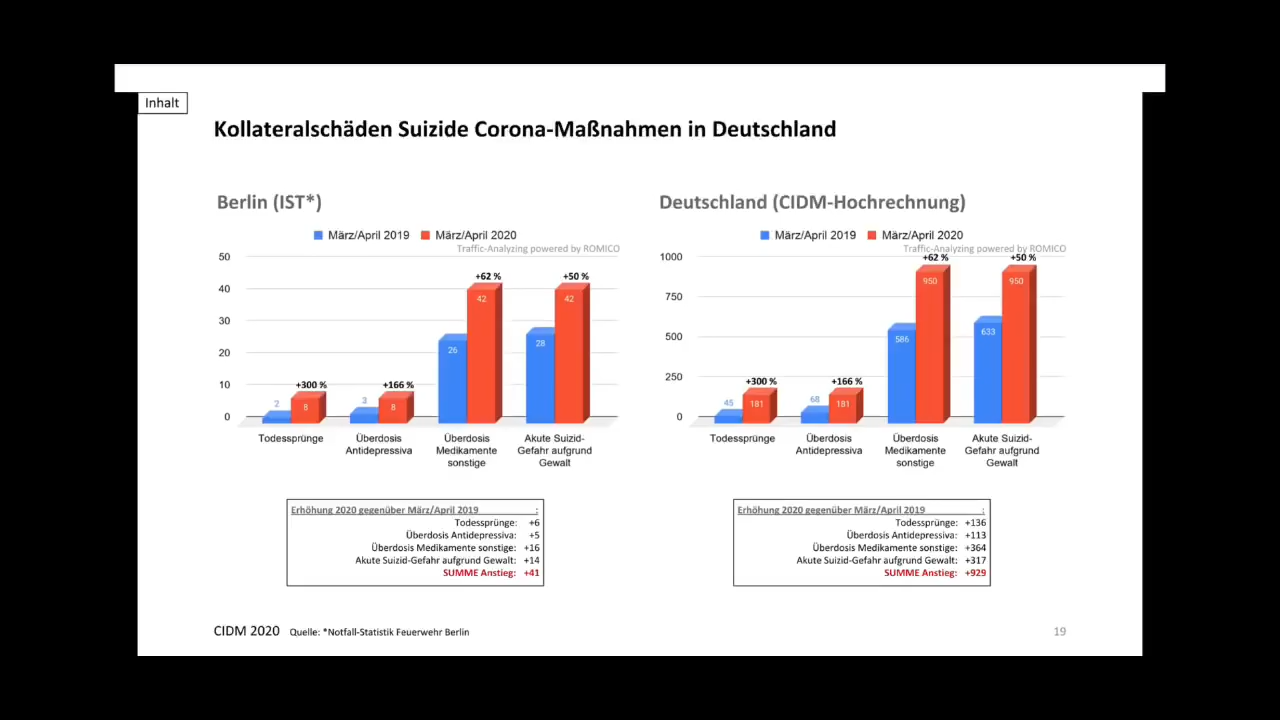 Inhalt
Kollateralschäden Suizide Corona-Maßnahmen in Deutschland
Berlin (IST*)
März/April 2019 März/April 2020
Traffic-Analyzing powered by ROMICO
50
40
30
20
10
0
2
+300 %
8
3
+166 %
8
26
+62 %
42
28
+50 %
42
Todessprünge
Überdosis
Antidepressiva
Überdosis
Medikamente
sonstige
Akute Suizid-
Gefahr aufgrund
Gewalt
Erhöhung 2020 gegenüber März/April 2019 :
Todessprünge: +6
Überdosis Antidepressiva: +5
Überdosis Medikamente sonstige: +16
Akute Suizid-Gefahr aufgrund Gewalt: +14
SUMME Anstieg: +41
Deutschland (CIDM-Hochrechnung)
März/April 2019 März/April 2020
Traffic-Analyzing powered by ROMICO
1000
750
500
250
0
45
+300 %
181
68
+166 %
181
586
+62 %
950
633
+50 %
950
Todessprünge
Überdosis
Antidepressiva
Überdosis
Medikamente
sonstige
Akute Suizid-
Gefahr aufgrund
Gewalt
Erhöhung 2020 gegenüber März/April 2019 :
Todessprünge: +136
Überdosis Antidepressiva: +113
Überdosis Medikamente sonstige: +364
Akute Suizid-Gefahr aufgrund Gewalt: +317
SUMME Anstieg: +929
CIDM 2020 Quelle: *Notfall-Statistik Feuerwehr Berlin
19